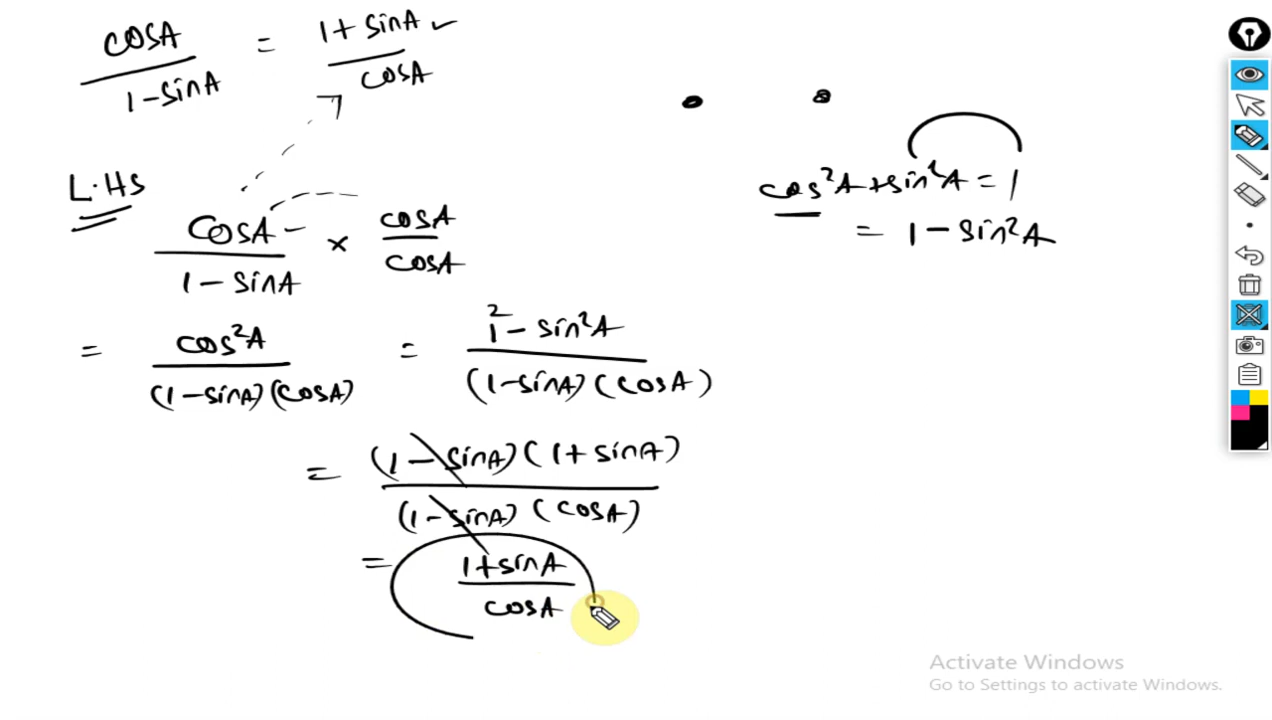 cosA / 1-sinA = 1+sinA / cosA
L.HS
cosA / 1-sinA × cosA / cosA
cos²A+sin²A = 1
= 1-sin²A
= cos²A / (1-sinA)(cosA) = 1²-sin²A / (1-sinA)(cosA)
= (1-sinA)(1+sinA) / (1-sinA)(cosA)
= 1+sinA / cosA
Activate Windows
Go to Settings to activate Windows.